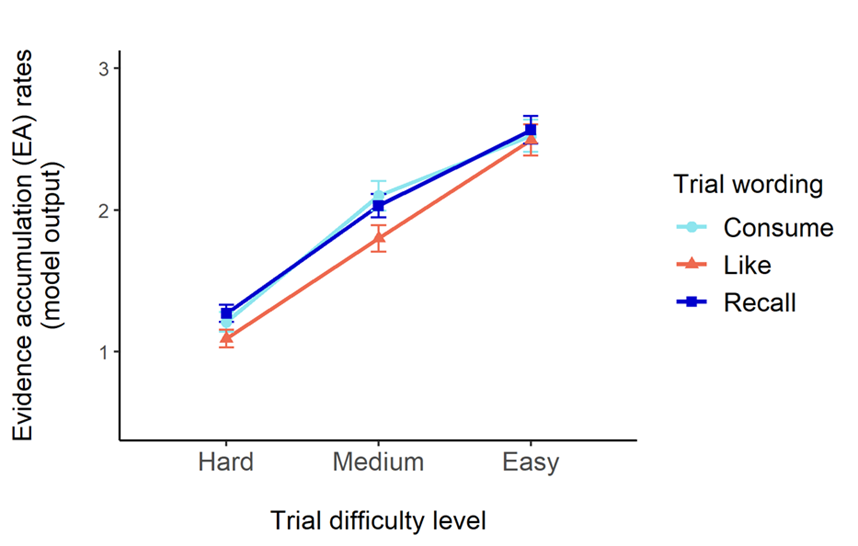 Evidence accumulation (EA) rates
(model output)
3
2
1
Hard Medium Easy
Trial difficulty level
Trial wording
Consume
Like
Recall